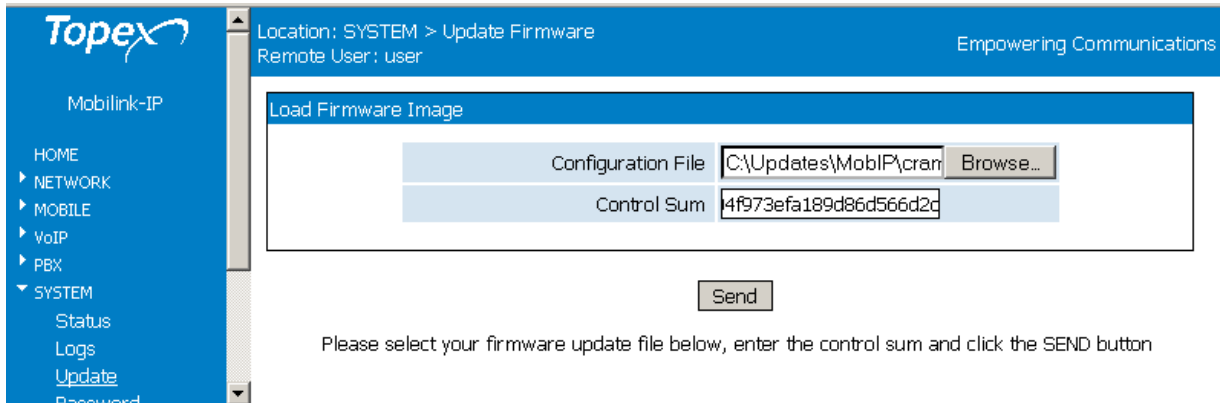 Topex
Mobilink-IP
HOME
NETWORK
MOBILE
VoIP
PBX
SYSTEM
Status
Logs
Update
Password
Location: SYSTEM > Update Firmware
Remote User: user
Empowering Communications
Load Firmware Image
Configuration File C:\Updates\MobIP\cram Browse...
Control Sum 4f973efa189d86d566d2d
Send
Please select your firmware update file below, enter the control sum and click the SEND button